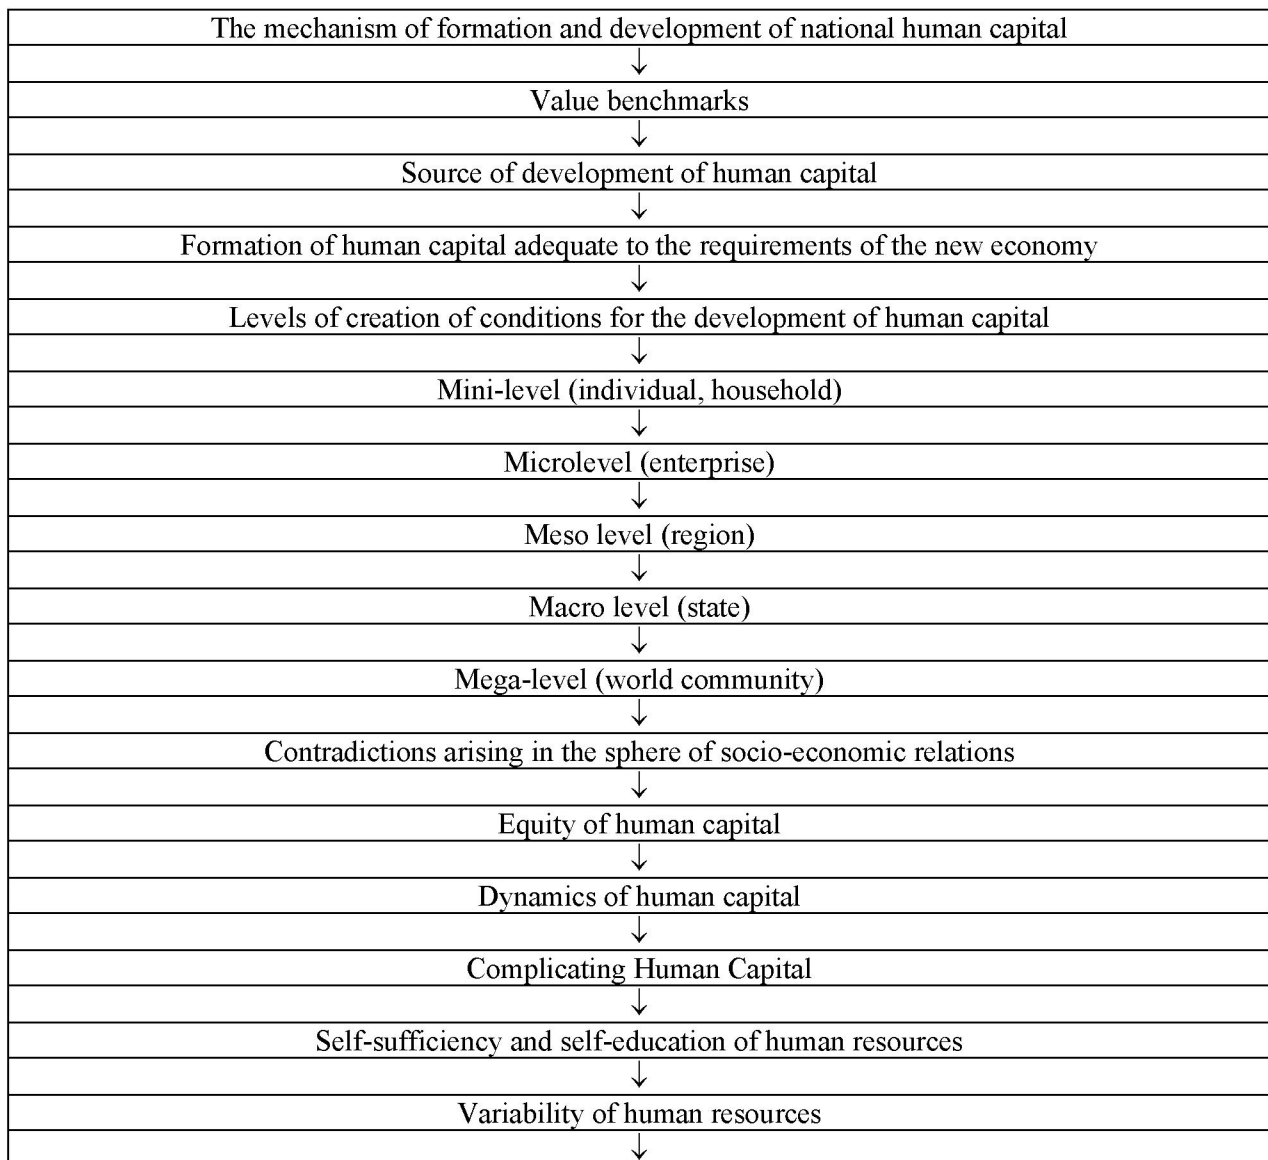 The mechanism of formation and development of national human capital
↓
Value benchmarks
↓
Source of development of human capital
↓
Formation of human capital adequate to the requirements of the new economy
↓
Levels of creation of conditions for the development of human capital
↓
Mini-level (individual, household)
↓
Microlevel (enterprise)
↓
Meso level (region)
↓
Macro level (state)
↓
Mega-level (world community)
↓
Contradictions arising in the sphere of socio-economic relations
↓
Equity of human capital
↓
Dynamics of human capital
↓
Complicating Human Capital
↓
Self-sufficiency and self-education of human resources
↓
Variability of human resources
↓